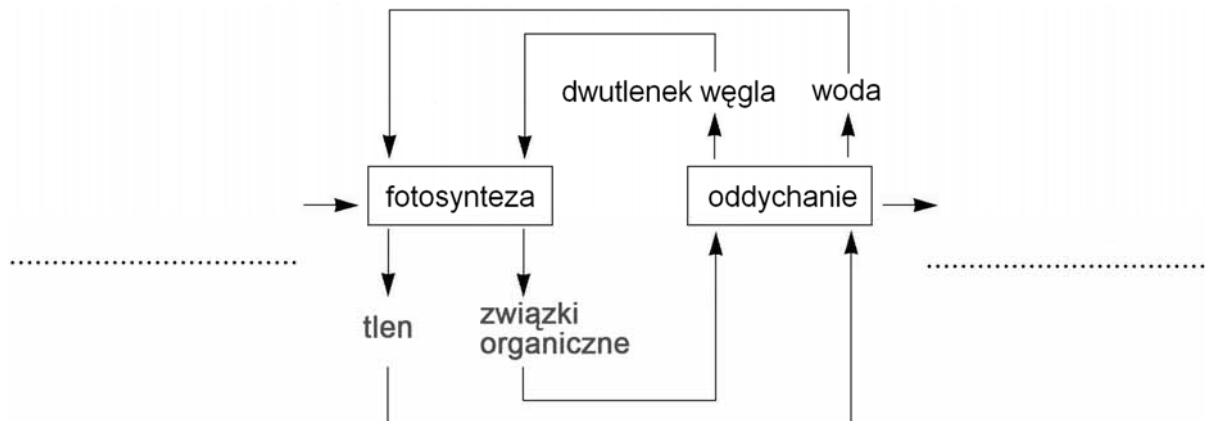 dwutlenek węgla
woda
fotosynteza
oddychanie
tlen
związki
organiczne